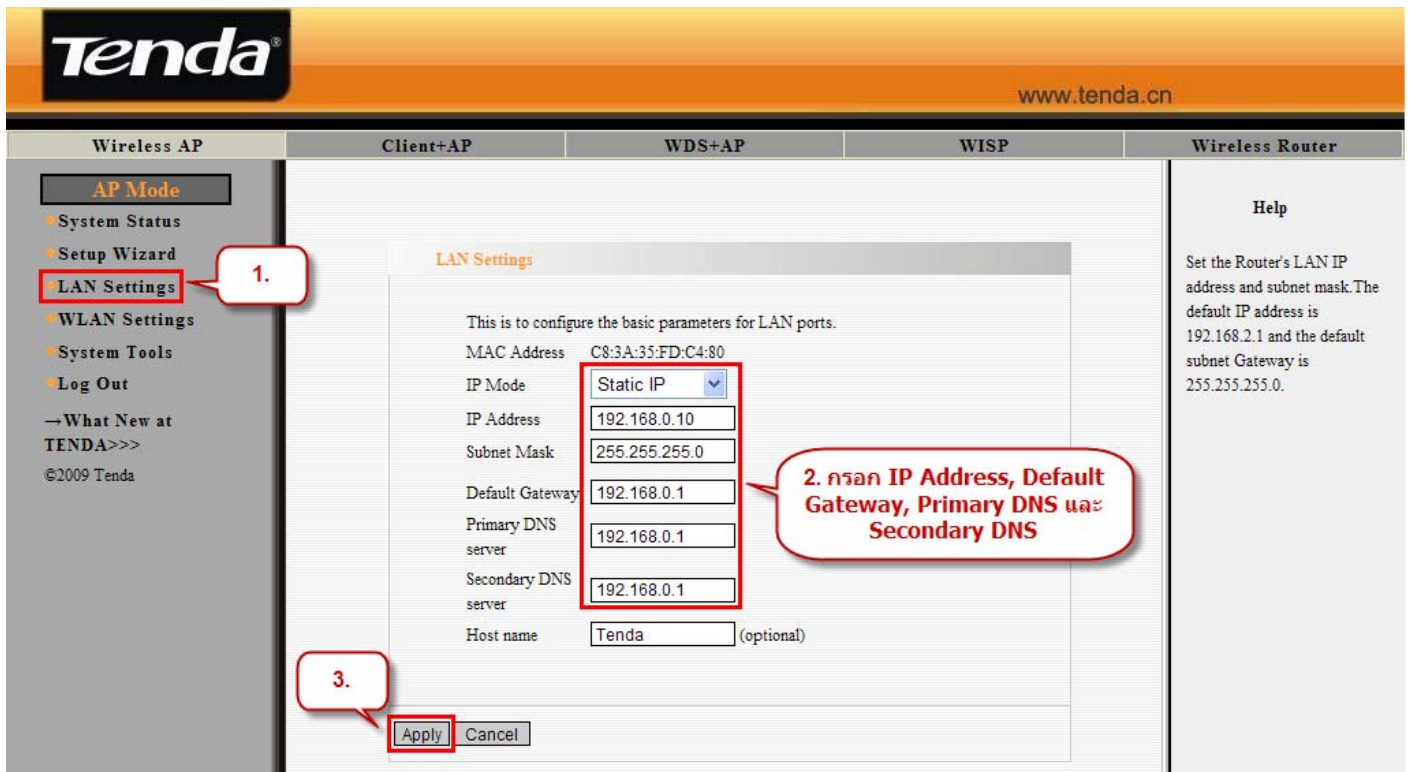 Tenda®
www.tenda.cn
Wireless AP
Client+AP
WDS+AP
WISP
Wireless Router
AP Mode
System Status
Setup Wizard
LAN Settings
WLAN Settings
System Tools
Log Out
→What New at
TENDA>>>
©2009 Tenda
1.
LAN Settings
This is to configure the basic parameters for LAN ports.
MAC Address C8:3A:35:FD:C4:80
IP Mode Static IP
IP Address 192.168.0.10
Subnet Mask 255.255.255.0
Default Gateway 192.168.0.1
Primary DNS
server 192.168.0.1
Secondary DNS
server 192.168.0.1
Host name Tenda (optional)
2. กรอก IP Address, Default
Gateway, Primary DNS และ
Secondary DNS
3.
Apply Cancel
Help
Set the Router's LAN IP
address and subnet mask.The
default IP address is
192.168.2.1 and the default
subnet Gateway is
255.255.255.0.